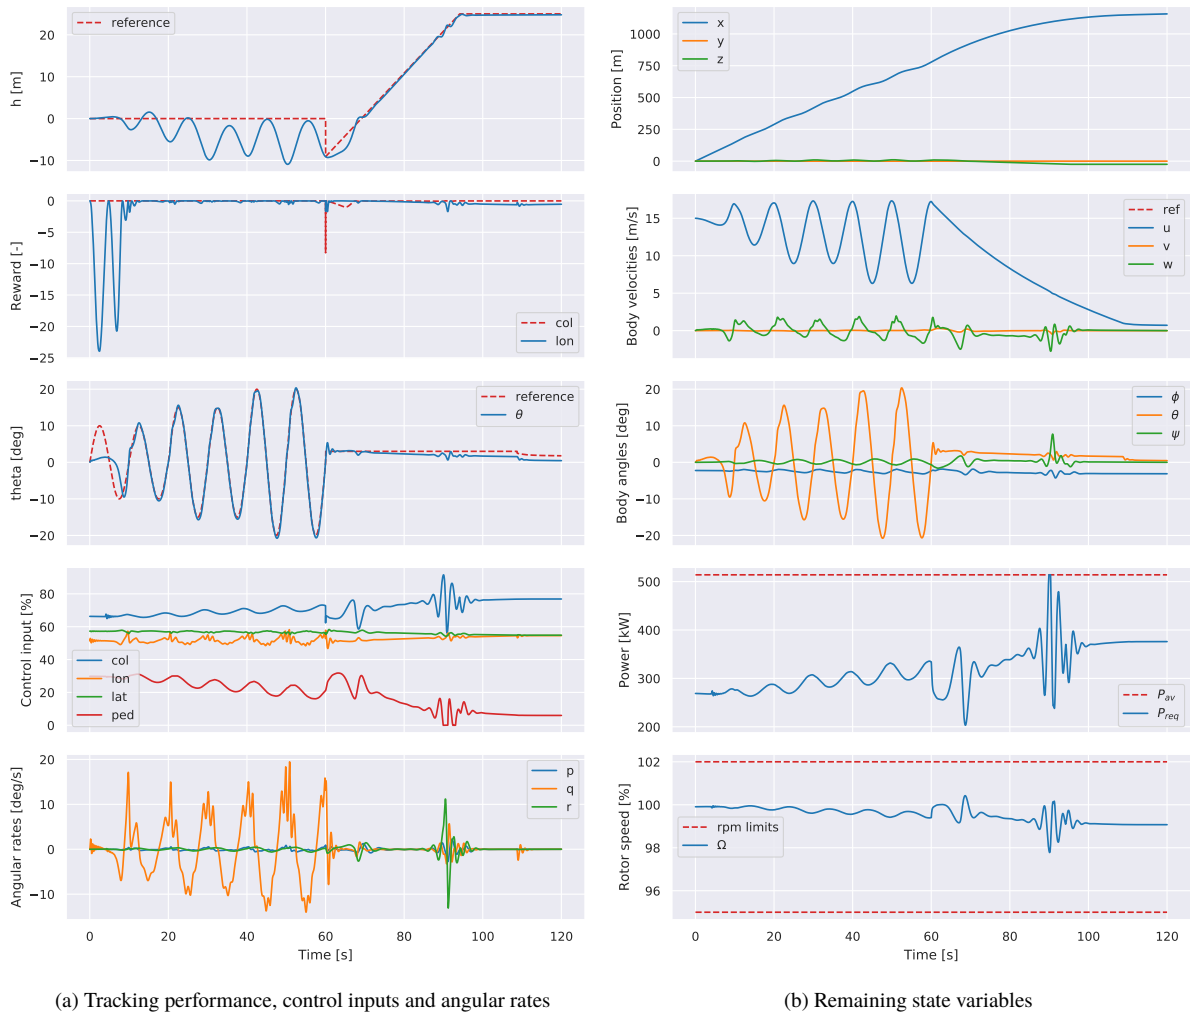 h [m]
20
10
0
−10
reference
Reward [-]
0
−5
−10
−15
−20
−25
col
lon
theta [deg]
20
10
0
−10
−20
reference
θ
Control input [%]
80
60
40
20
0
col
lon
lat
ped
Angular rates [deg/s]
20
10
0
−10
p
q
r
0 20 40 60 80 100 120
Time [s]
(a) Tracking performance, control inputs and angular rates
Position [m]
1000
750
500
250
0
x
y
z
Body velocities [m/s]
15
10
5
0
ref
u
v
w
Body angles [deg]
20
10
0
−10
−20
ϕ
θ
ψ
Power [kW]
500
400
300
200
P_av
P_req
Rotor speed [%]
102
100
98
96
rpm limits
Ω
0 20 40 60 80 100 120
Time [s]
(b) Remaining state variables